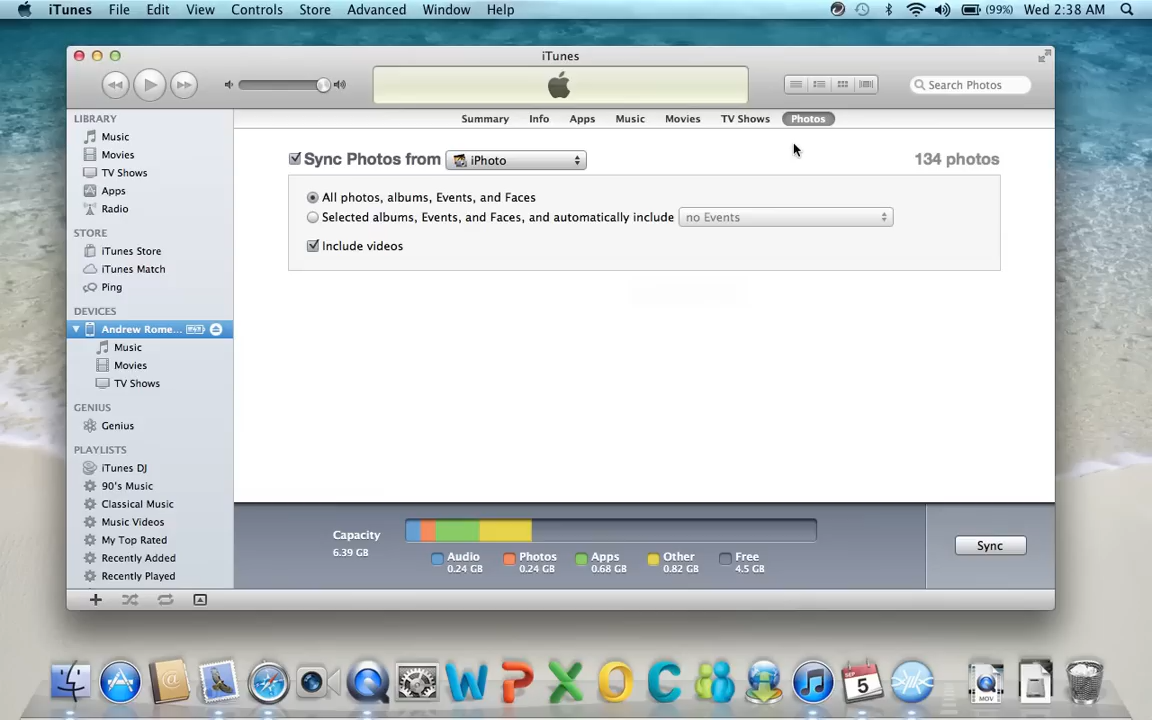 iTunes File Edit View Controls Store Advanced Window Help (99%) Wed 2:38 AM
iTunes
Search Photos
LIBRARY
Music
Movies
TV Shows
Apps
Radio
STORE
iTunes Store
iTunes Match
Ping
DEVICES
Andrew Rome...
Music
Movies
TV Shows
GENIUS
Genius
PLAYLISTS
iTunes DJ
90's Music
Classical Music
Music Videos
My Top Rated
Recently Added
Recently Played
Summary Info Apps Music Movies TV Shows Photos
Sync Photos from iPhoto 134 photos
All photos, albums, Events, and Faces
Selected albums, Events, and Faces, and automatically include no Events
Include videos
Capacity
6.39 GB
Audio
0.24 GB
Photos
0.24 GB
Apps
0.68 GB
Other
0.82 GB
Free
4.5 GB
Sync
W P X O C
SEP
5
MOV